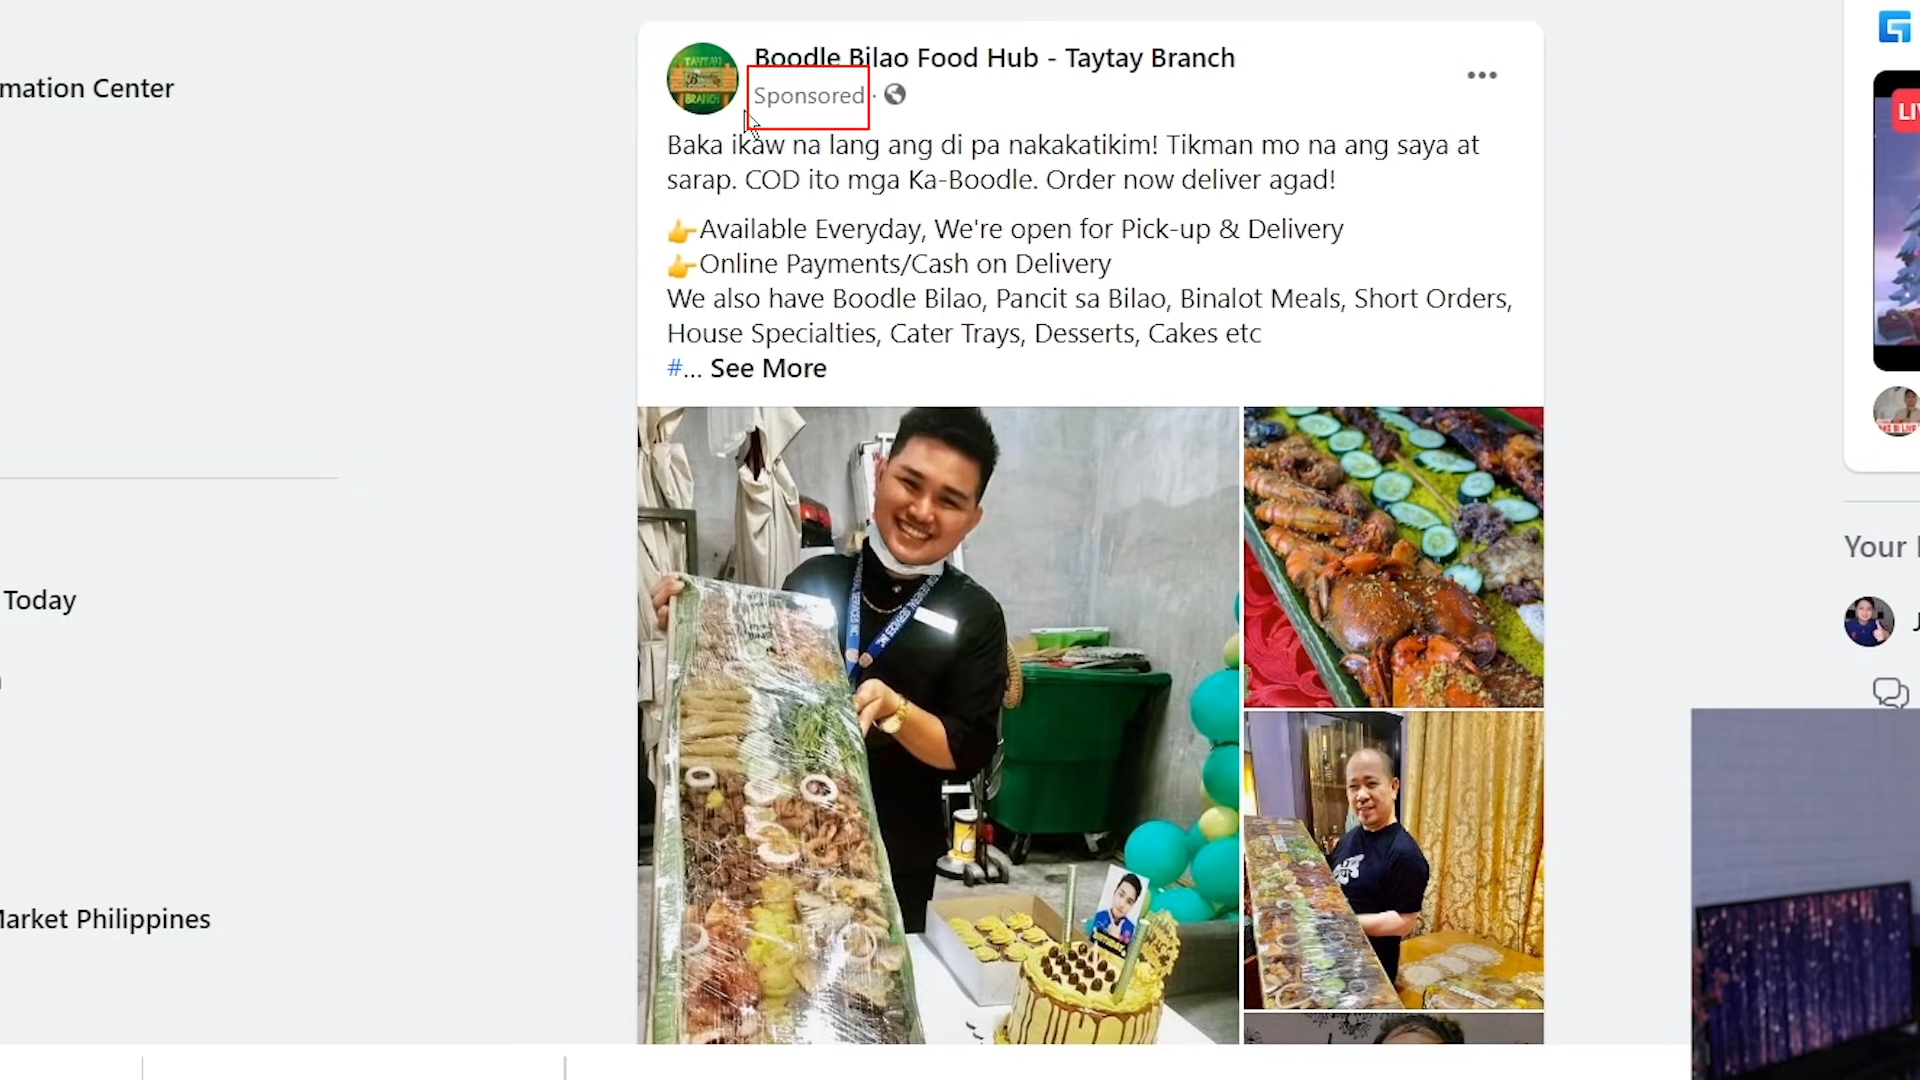 mation Center
Today
Market Philippines
TAYTAY
BRANCH
Boodle Bilao Food Hub - Taytay Branch
Sponsored ·
Baka ikaw na lang ang di pa nakakatikim! Tikman mo na ang saya at
sarap. COD ito mga Ka-Boodle. Order now deliver agad!
👉Available Everyday, We're open for Pick-up & Delivery
👉Online Payments/Cash on Delivery
We also have Boodle Bilao, Pancit sa Bilao, Binalot Meals, Short Orders,
House Specialties, Cater Trays, Desserts, Cakes etc
#... See More
LIV
Your
J